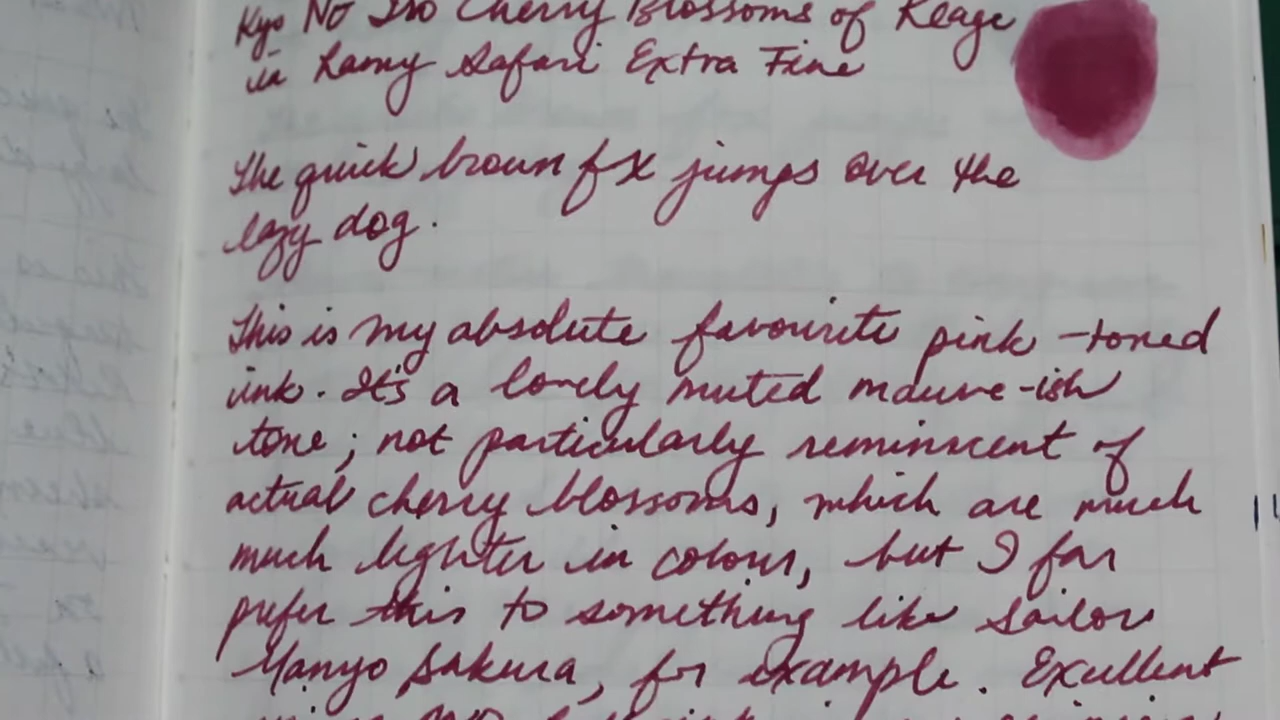 Kyo No Iro Cherry Blossoms of Keage
in Lamy Safari Extra Fine
The quick brown fox jumps over the
lazy dog.
This is my absolute favourite pink-toned
ink. It's a lovely muted mauve-ish
tone; not particularly reminscent of
actual cherry blossoms, which are much
much lighter in colour, but I far
prefer this to something like Sailor
Manyo Sakura, for example. Excellent